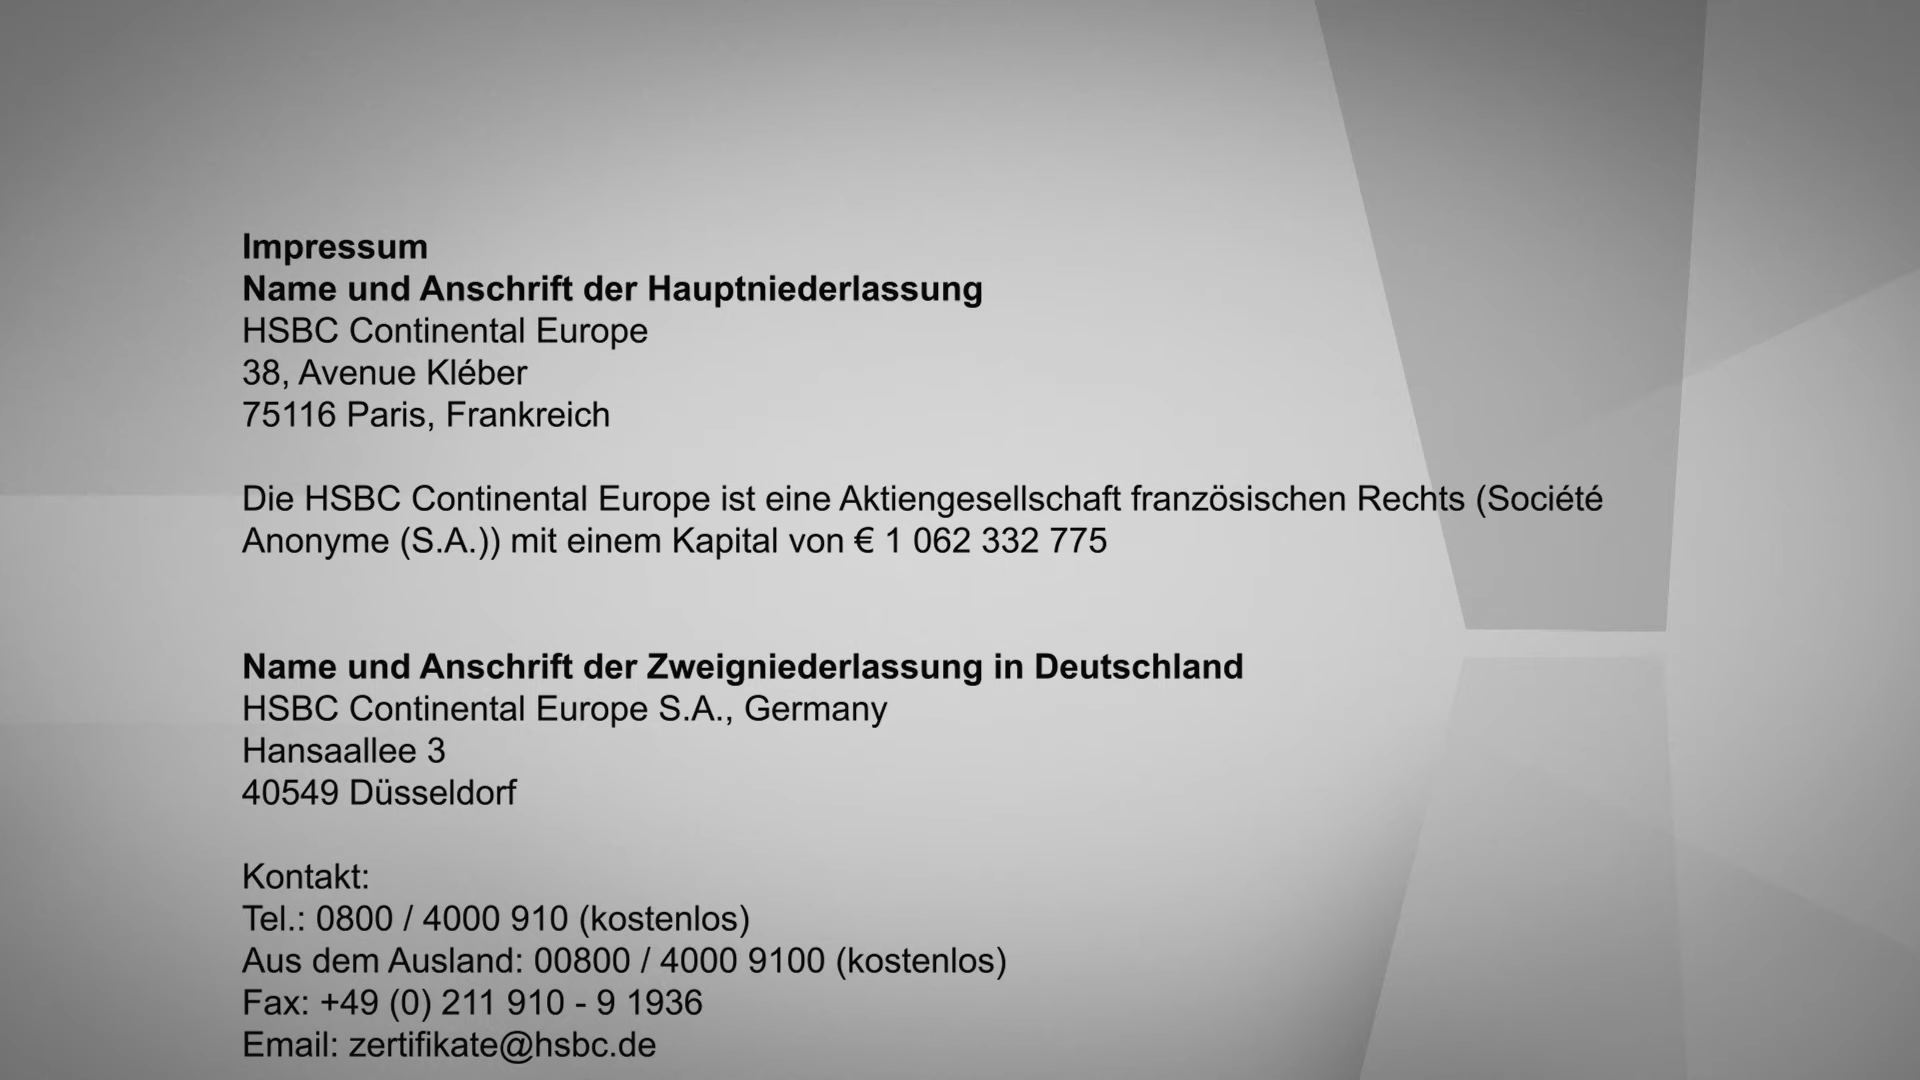 Impressum
Name und Anschrift der Hauptniederlassung
HSBC Continental Europe
38, Avenue Kléber
75116 Paris, Frankreich
Die HSBC Continental Europe ist eine Aktiengesellschaft französischen Rechts (Société
Anonyme (S.A.)) mit einem Kapital von € 1 062 332 775
Name und Anschrift der Zweigniederlassung in Deutschland
HSBC Continental Europe S.A., Germany
Hansaallee 3
40549 Düsseldorf
Kontakt:
Tel.: 0800 / 4000 910 (kostenlos)
Aus dem Ausland: 00800 / 4000 9100 (kostenlos)
Fax: +49 (0) 211 910 - 9 1936
Email: zertifikate@hsbc.de